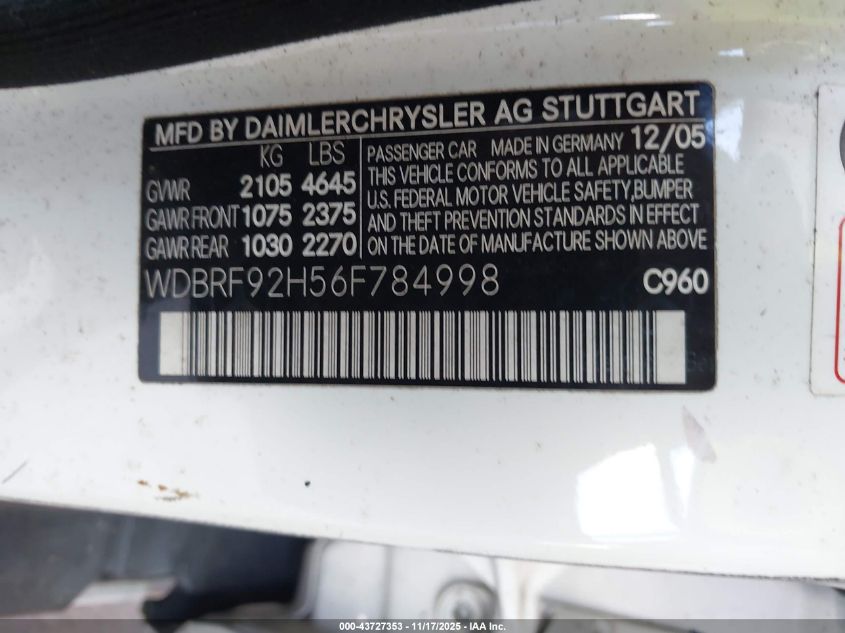 MFD BY DAIMLERCHRYSLER AG STUTTGART
KG LBS
GVWR 2105 4645
GAWR FRONT 1075 2375
GAWR REAR 1030 2270
PASSENGER CAR MADE IN GERMANY 12/05
THIS VEHICLE CONFORMS TO ALL APPLICABLE
U.S. FEDERAL MOTOR VEHICLE SAFETY,BUMPER
AND THEFT PREVENTION STANDARDS IN EFFECT
ON THE DATE OF MANUFACTURE SHOWN ABOVE
WDBRF92H56F784998 C960
000-43727353 | 11/17/2025 | IAA Inc.